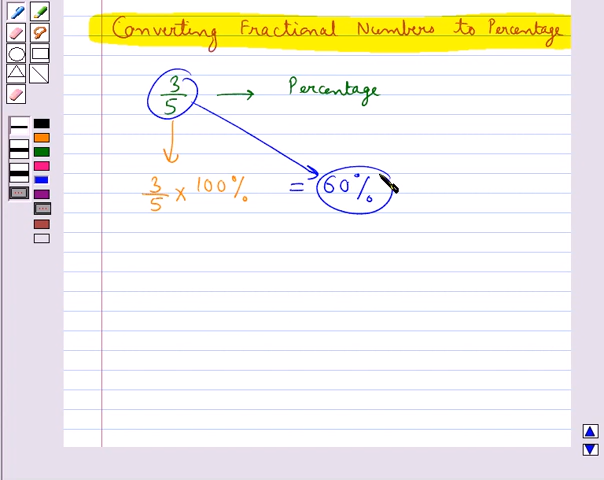 Converting Fractional Numbers to Percentage
3/5 → Percentage
3/5 × 100% = 60%